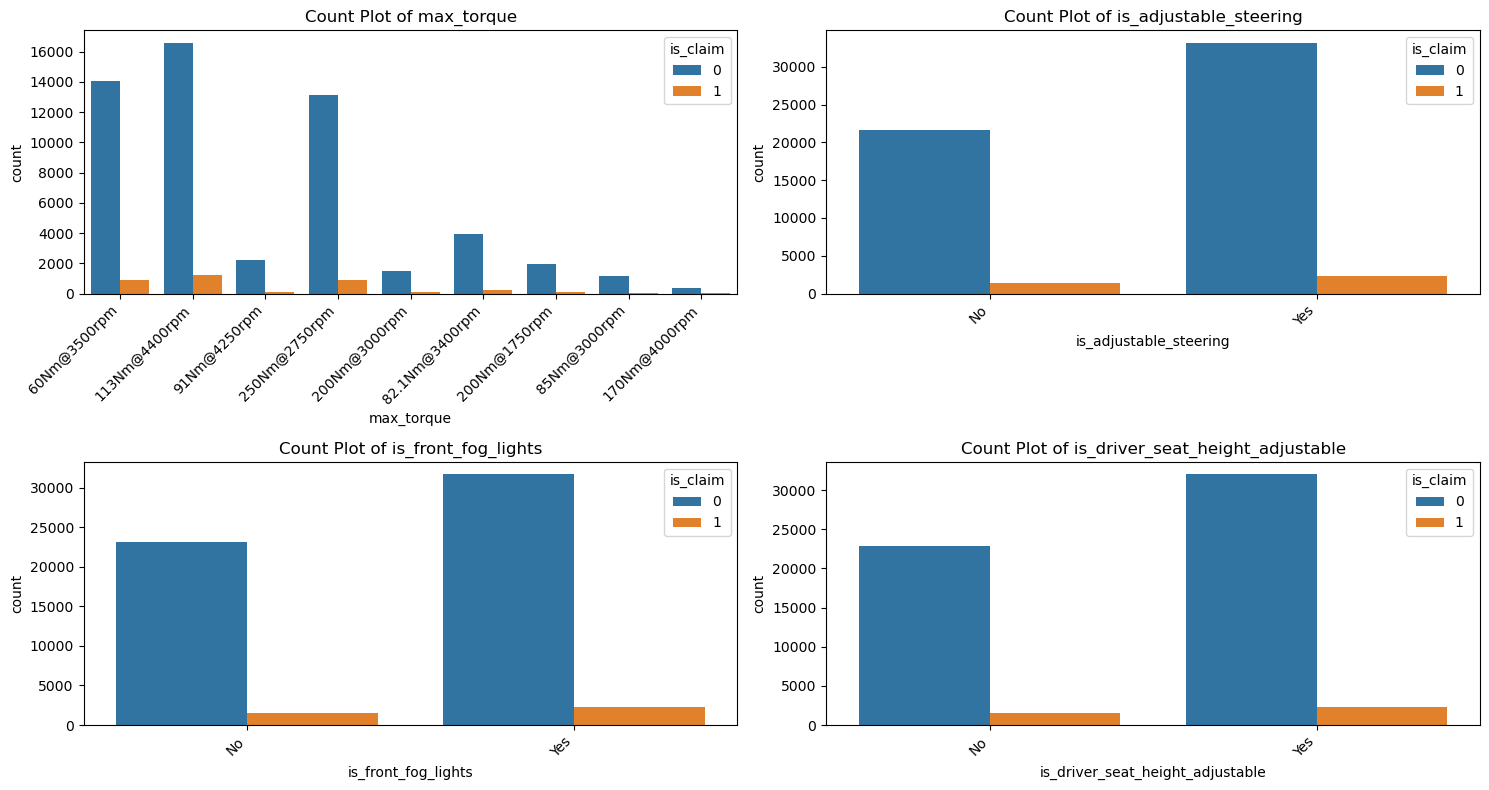 Count Plot of max_torque
is_claim
0
1
16000
14000
12000
10000
8000
6000
4000
2000
0
count
60Nm@3500rpm
113Nm@4400rpm
91Nm@4250rpm
250Nm@2750rpm
200Nm@3000rpm
82.1Nm@3400rpm
200Nm@1750rpm
85Nm@3000rpm
170Nm@4000rpm
max_torque
Count Plot of is_adjustable_steering
is_claim
0
1
30000
25000
20000
15000
10000
5000
0
count
No
Yes
is_adjustable_steering
Count Plot of is_front_fog_lights
is_claim
0
1
30000
25000
20000
15000
10000
5000
0
count
No
Yes
is_front_fog_lights
Count Plot of is_driver_seat_height_adjustable
is_claim
0
1
30000
25000
20000
15000
10000
5000
0
count
No
Yes
is_driver_seat_height_adjustable